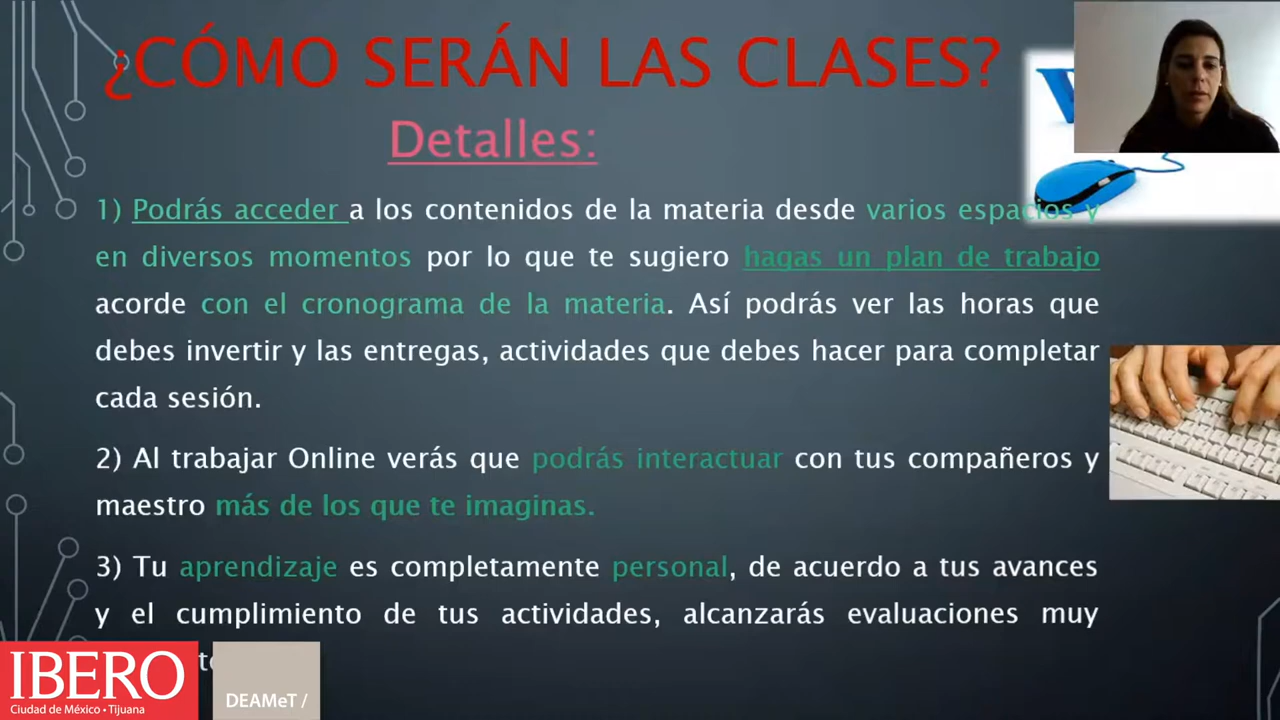 ¿CÓMO SERÁN LAS CLASES?
Detalles:
1) Podrás acceder a los contenidos de la materia desde varios espacios y
en diversos momentos por lo que te sugiero hagas un plan de trabajo
acorde con el cronograma de la materia. Así podrás ver las horas que
debes invertir y las entregas, actividades que debes hacer para completar
cada sesión.
2) Al trabajar Online verás que podrás interactuar con tus compañeros y
maestro más de los que te imaginas.
3) Tu aprendizaje es completamente personal, de acuerdo a tus avances
y el cumplimiento de tus actividades, alcanzarás evaluaciones muy
IBERO
Ciudad de México • Tijuana
DEAMeT /